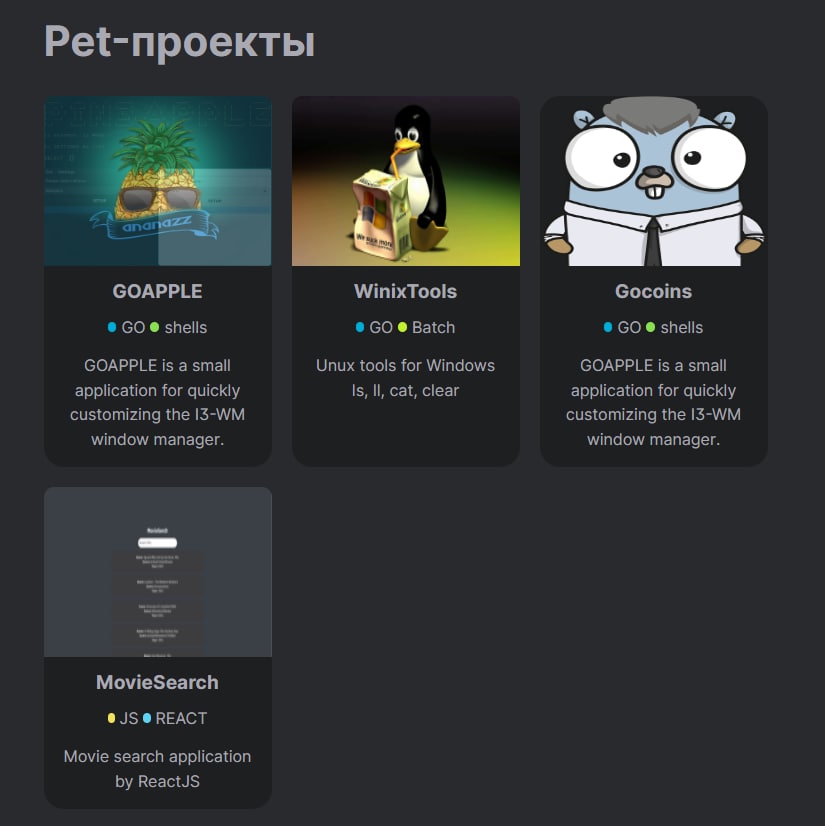 Pet-проекты
PINEAPPLE
ananazz
We suck more
GOAPPLE
GO shells
GOAPPLE is a small
application for quickly
customizing the I3-WM
window manager.
WinixTools
GO Batch
Unux tools for Windows
ls, ll, cat, clear
Gocoins
GO shells
GOAPPLE is a small
application for quickly
customizing the I3-WM
window manager.
MovieSearch
JS REACT
Movie search application
by ReactJS